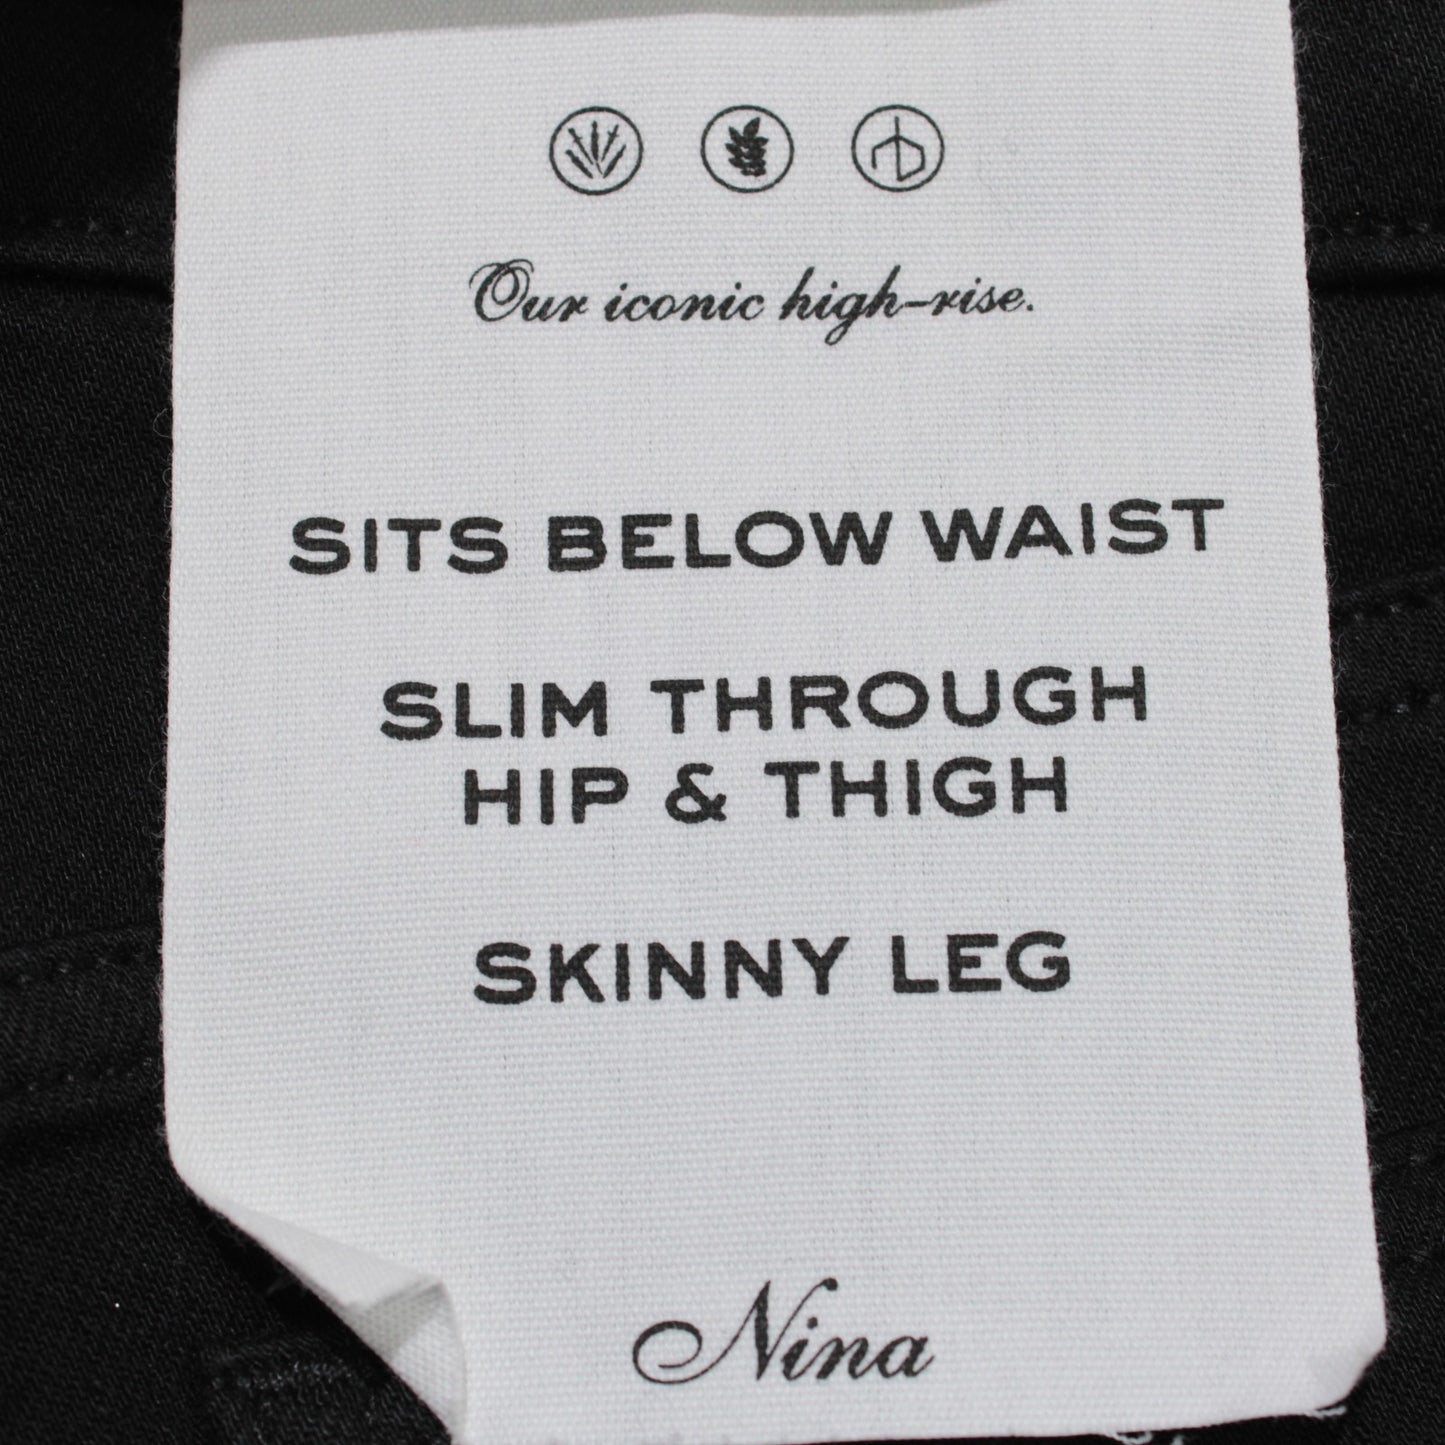 Our iconic high-rise.
SITS BELOW WAIST
SLIM THROUGH
HIP & THIGH
SKINNY LEG
Nina